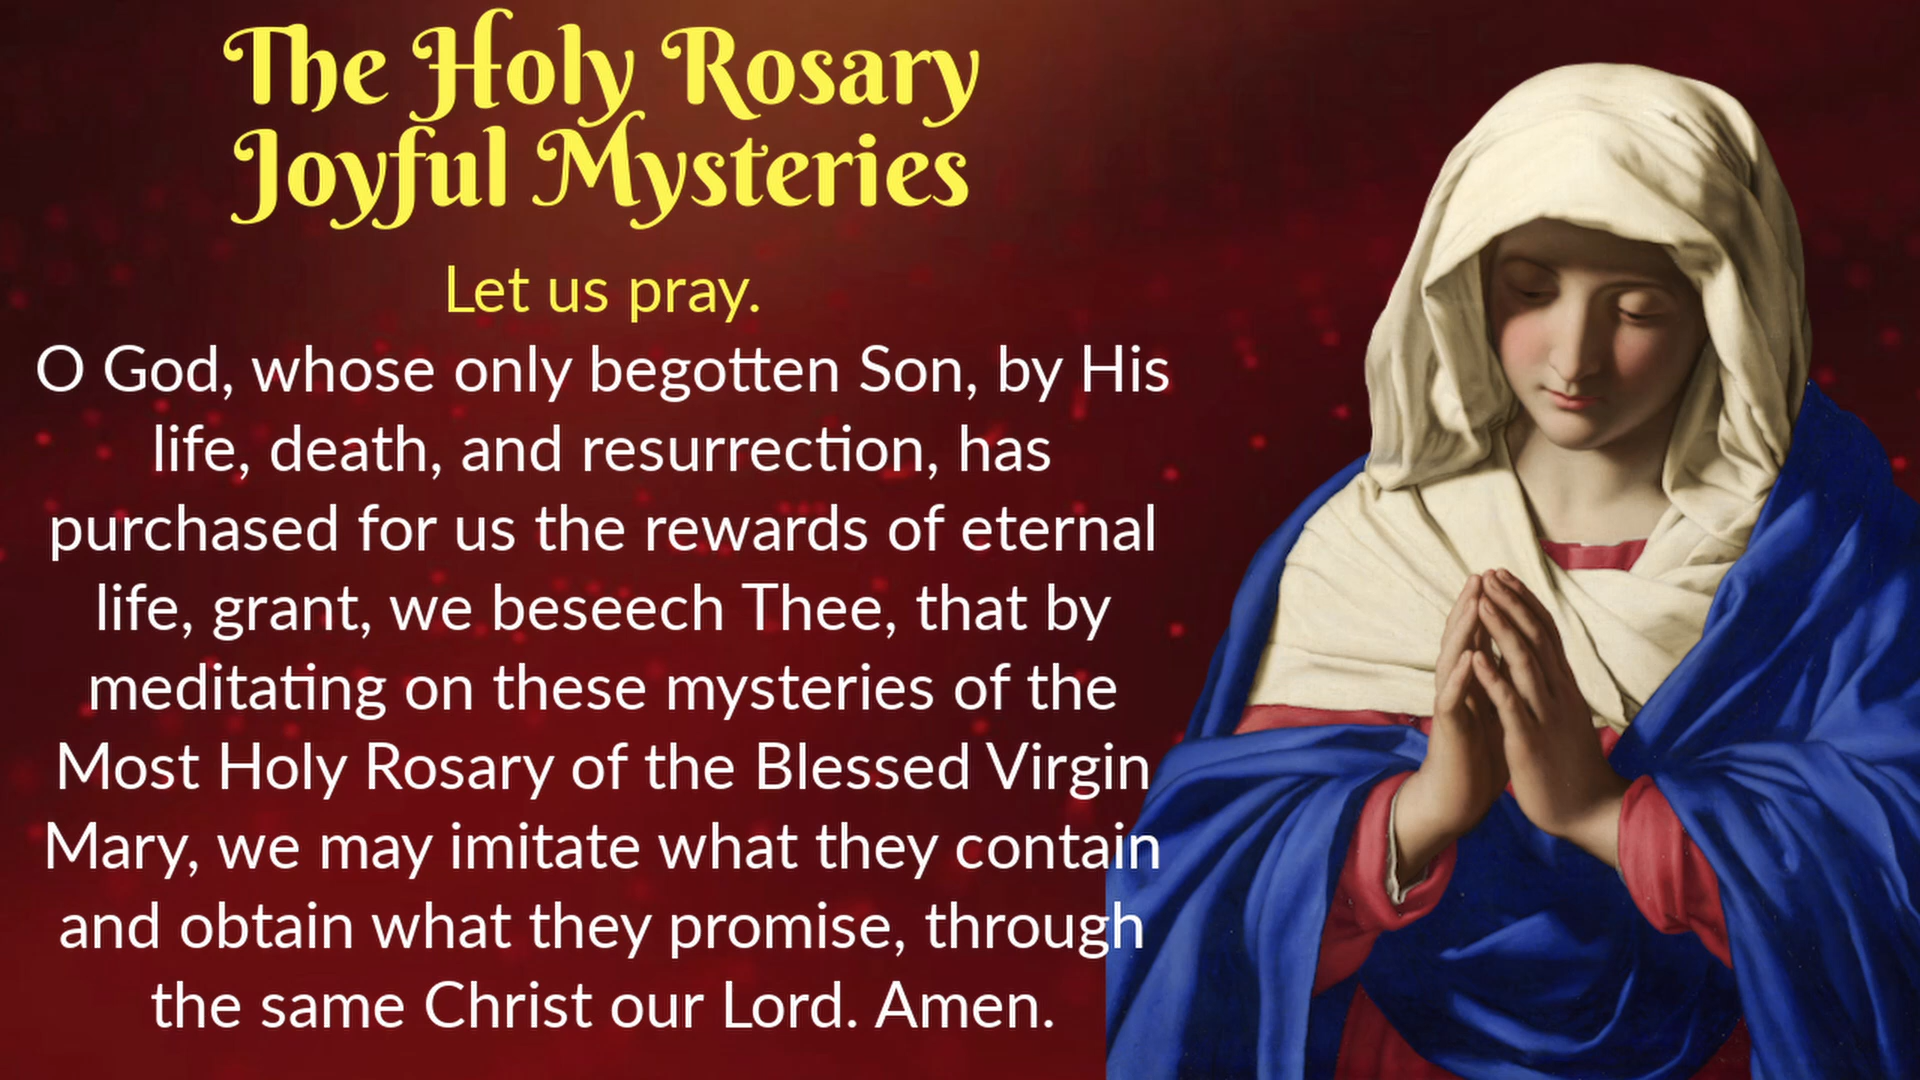 The Holy Rosary
Joyful Mysteries
Let us pray.
O God, whose only begotten Son, by His
life, death, and resurrection, has
purchased for us the rewards of eternal
life, grant, we beseech Thee, that by
meditating on these mysteries of the
Most Holy Rosary of the Blessed Virgin
Mary, we may imitate what they contain
and obtain what they promise, through
the same Christ our Lord. Amen.